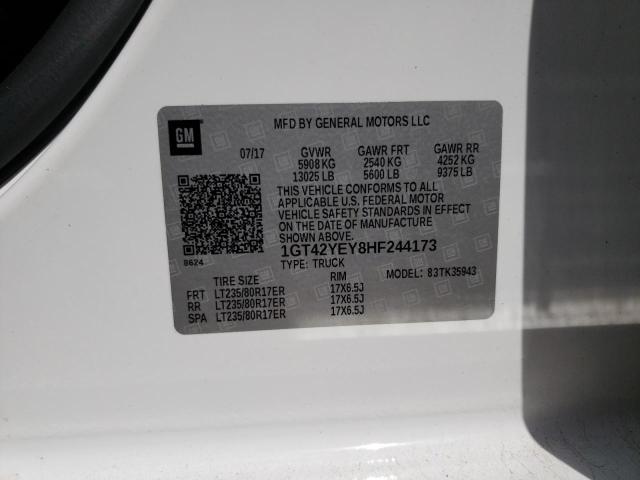 GM
MFD BY GENERAL MOTORS LLC
07/17 GVWR GAWR FRT GAWR RR
5908 KG 2540 KG 4252 KG
13025 LB 5600 LB 9375 LB
THIS VEHICLE CONFORMS TO ALL
APPLICABLE U.S. FEDERAL MOTOR
VEHICLE SAFETY STANDARDS IN EFFECT
ON THE DATE OF MANUFACTURE
SHOWN ABOVE.
8624 1GT42YEY8HF244173
TYPE: TRUCK MODEL: 83TK35943
TIRE SIZE RIM
FRT LT235/80R17ER 17X6.5J
RR LT235/80R17ER 17X6.5J
SPA LT235/80R17ER 17X6.5J